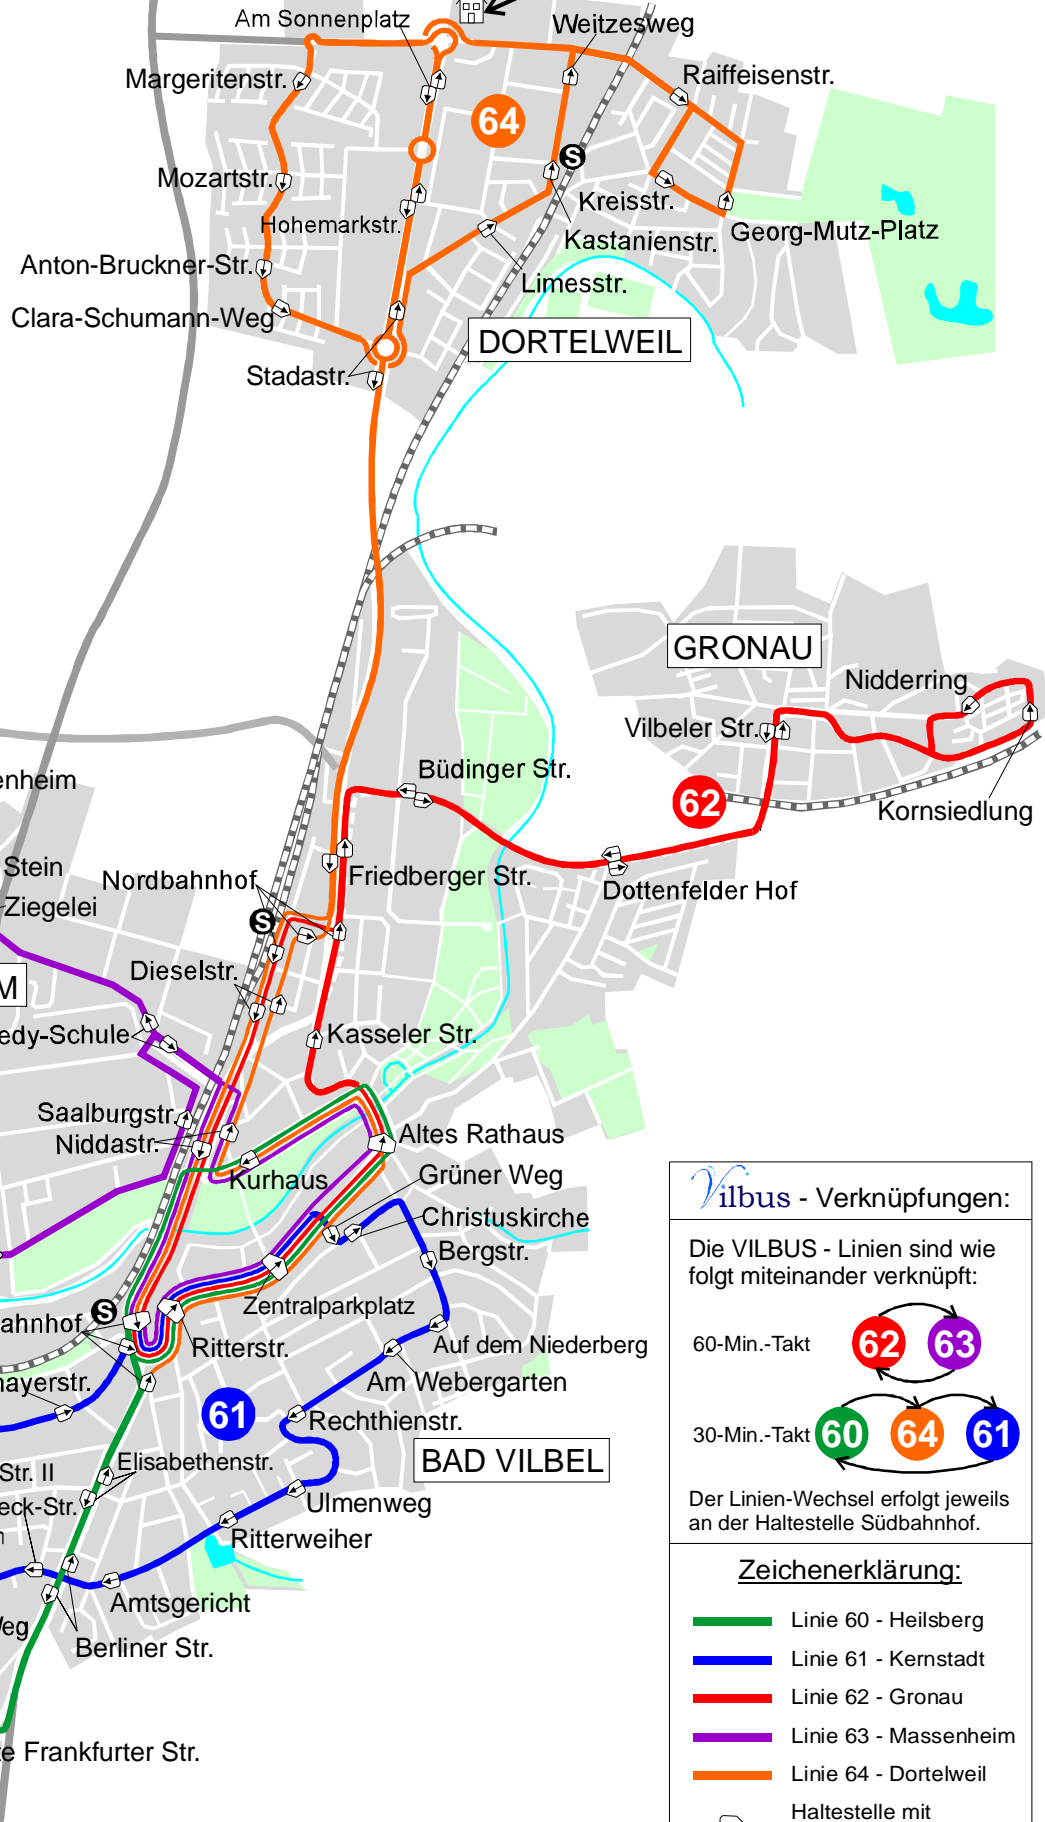 Am Sonnenplatz
Weitzesweg
Margeritenstr.
Raiffeisenstr.
64
S
Mozartstr.
Kreisstr.
Hohemarkstr.
Kastanienstr.
Georg-Mutz-Platz
Anton-Bruckner-Str.
Limesstr.
Clara-Schumann-Weg
DORTELWEIL
Stadastr.
GRONAU
Nidderring
Vilbeler Str.
Büdinger Str.
enheim
62
Kornsiedlung
Stein
Nordbahnhof
Friedberger Str.
Dottenfelder Hof
Ziegelei
S
Dieselstr.
M
edy-Schule
Kasseler Str.
Saalburgstr.
Niddastr.
Altes Rathaus
Kurhaus
Grüner Weg
Christuskirche
Bergstr.
Zentralparkplatz
S
ahnhof
Ritterstr.
Auf dem Niederberg
ayerstr.
Am Webergarten
61
Rechthienstr.
BAD VILBEL
Str. II
Elisabethenstr.
eck-Str.
Ulmenweg
Ritterweiher
Amtsgericht
eg
Berliner Str.
e Frankfurter Str.
Vilbus - Verknüpfungen:
Die VILBUS - Linien sind wie
folgt miteinander verknüpft:
60-Min.-Takt 62 63
30-Min.-Takt 60 64 61
Der Linien-Wechsel erfolgt jeweils
an der Haltestelle Südbahnhof.
Zeichenerklärung:
Linie 60 - Heilsberg
Linie 61 - Kernstadt
Linie 62 - Gronau
Linie 63 - Massenheim
Linie 64 - Dortelweil
Haltestelle mit